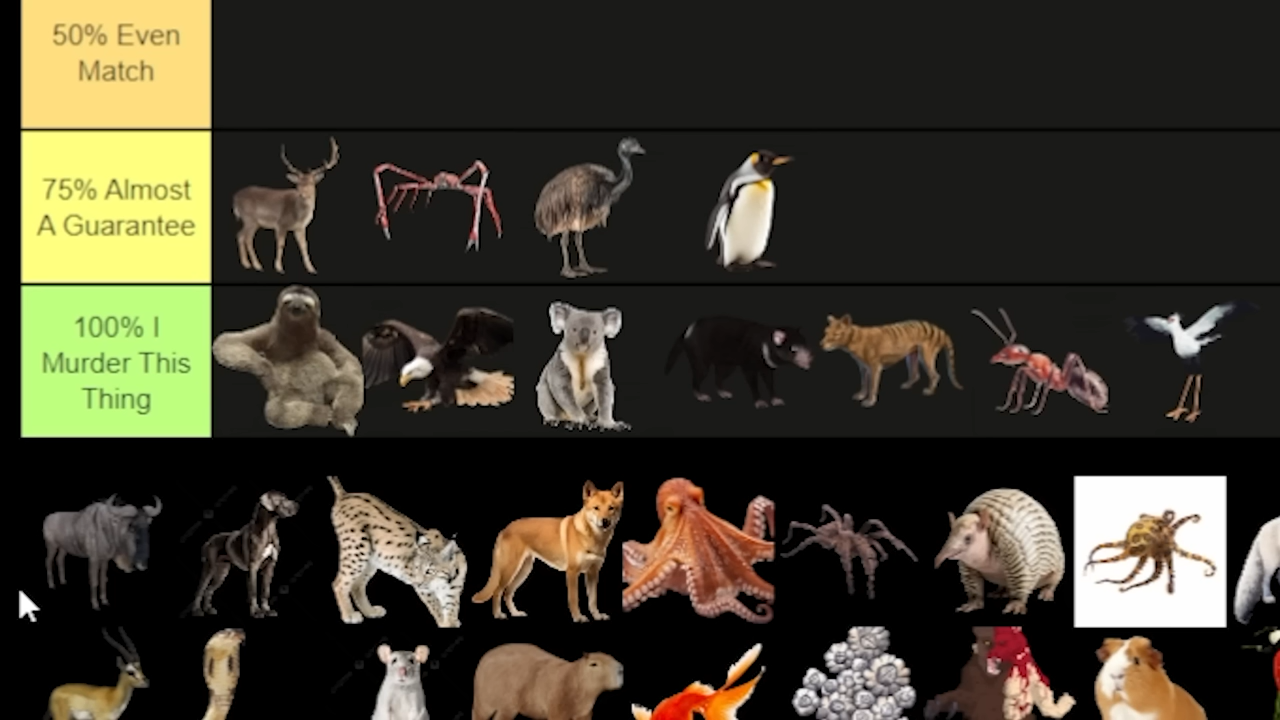 50% Even
Match
75% Almost
A Guarantee
100% I
Murder This
Thing